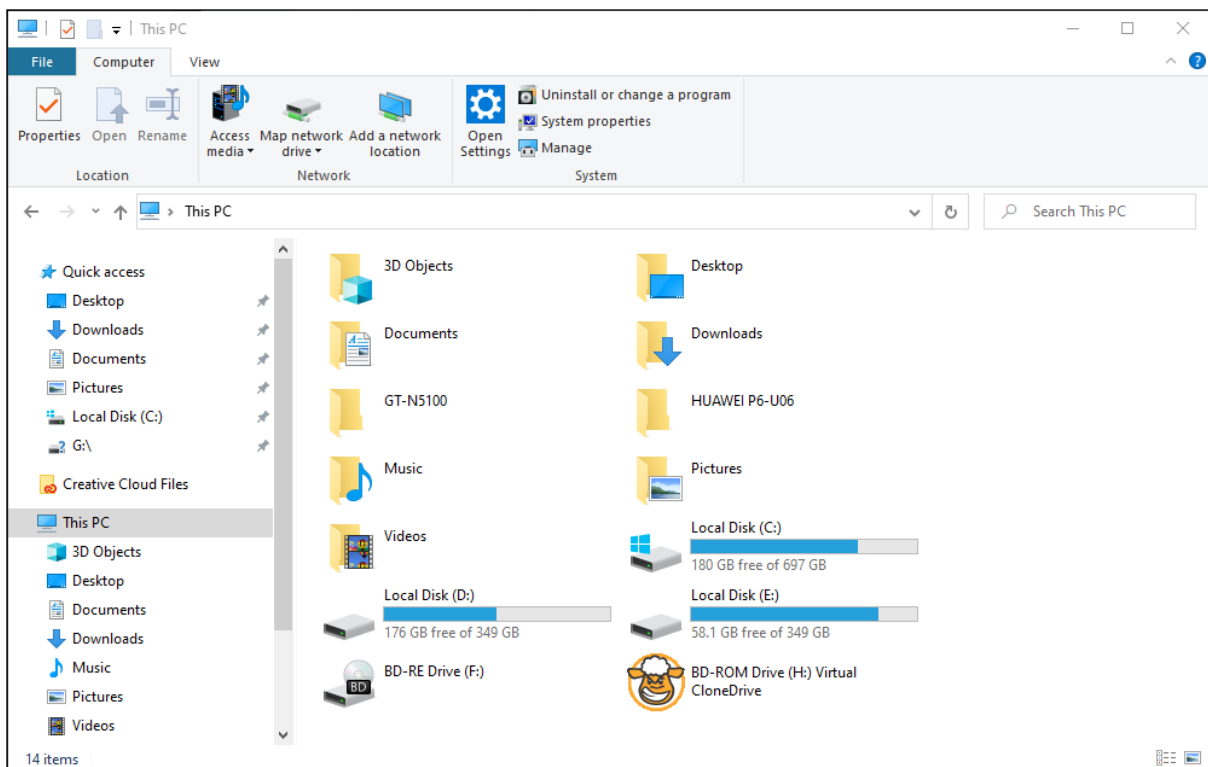 This PC
File Computer View
Properties Open Rename
Access media
Map network drive
Add a network location
Open Settings
Uninstall or change a program
System properties
Manage
Location Network System
This PC
Search This PC
Quick access
Desktop
Downloads
Documents
Pictures
Local Disk (C:)
G:\
Creative Cloud Files
This PC
3D Objects
Desktop
Documents
Downloads
Music
Pictures
Videos
3D Objects
Desktop
Documents
Downloads
GT-N5100
HUAWEI P6-U06
Music
Pictures
Videos
Local Disk (C:)
180 GB free of 697 GB
Local Disk (D:)
176 GB free of 349 GB
Local Disk (E:)
58.1 GB free of 349 GB
BD-RE Drive (F:)
BD
BD-ROM Drive (H:) Virtual
CloneDrive
14 items